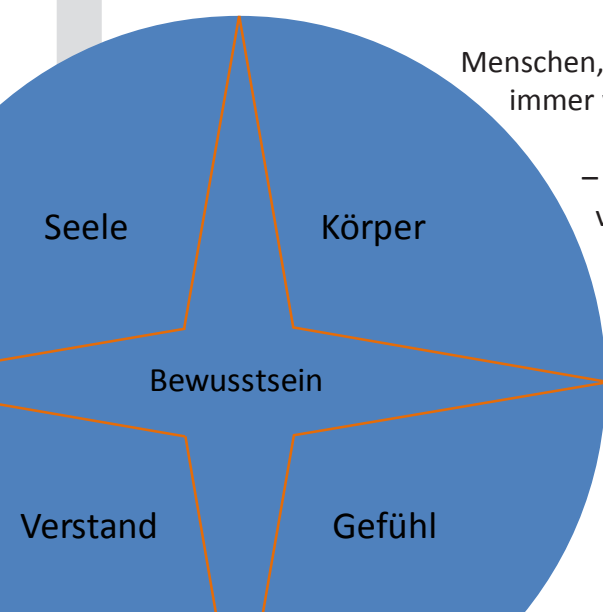 Menschen,
immer
–
Seele
Körper
Bewusstsein
Verstand
Gefühl